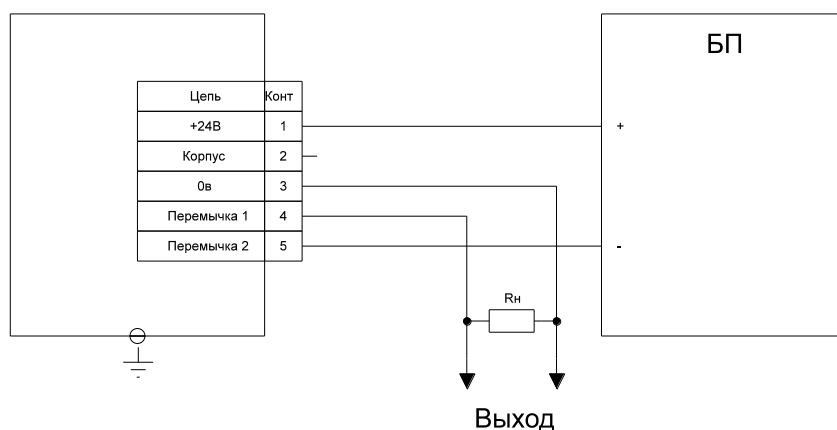 БП
Цепь Конт
+24В 1
Корпус 2
0в 3
Перемычка 1 4
Перемычка 2 5
+
-
Rн
Выход